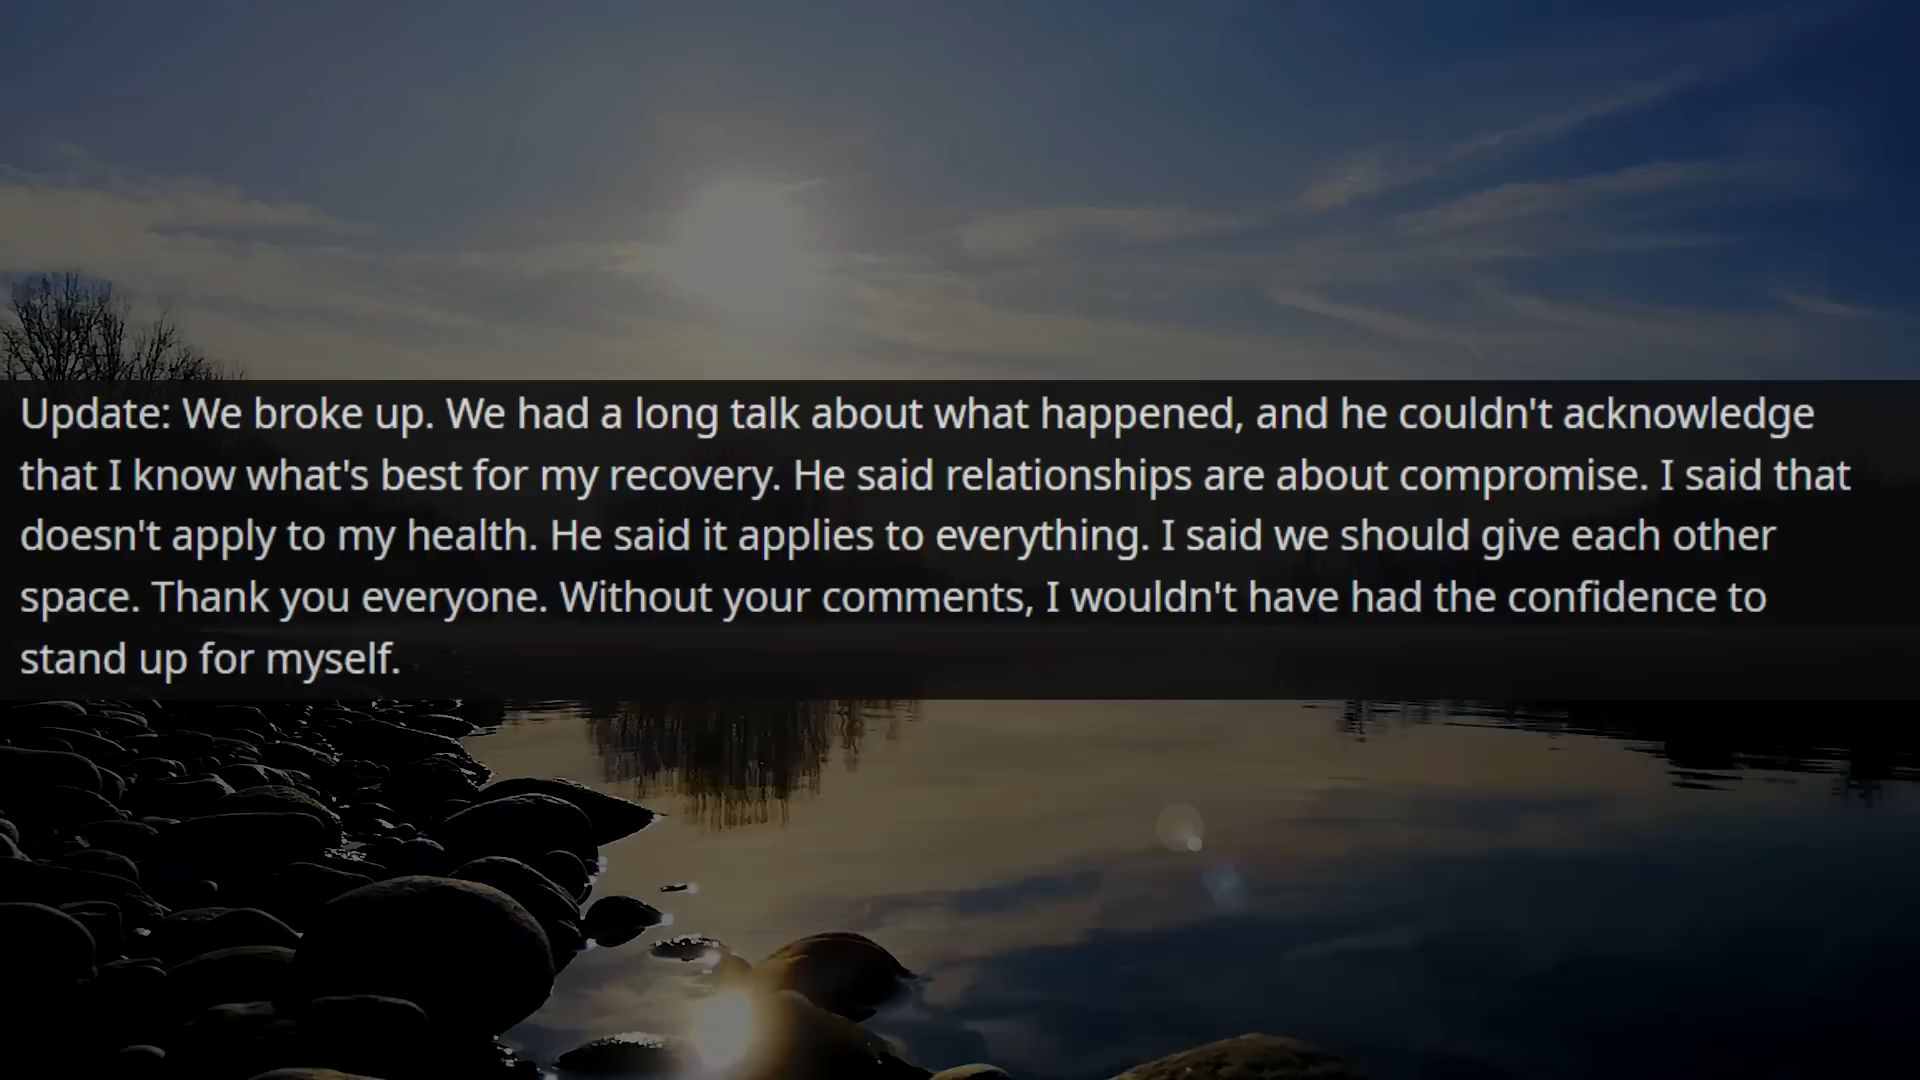 Update: We broke up. We had a long talk about what happened, and he couldn't acknowledge
that I know what's best for my recovery. He said relationships are about compromise. I said that
doesn't apply to my health. He said it applies to everything. I said we should give each other
space. Thank you everyone. Without your comments, I wouldn't have had the confidence to
stand up for myself.